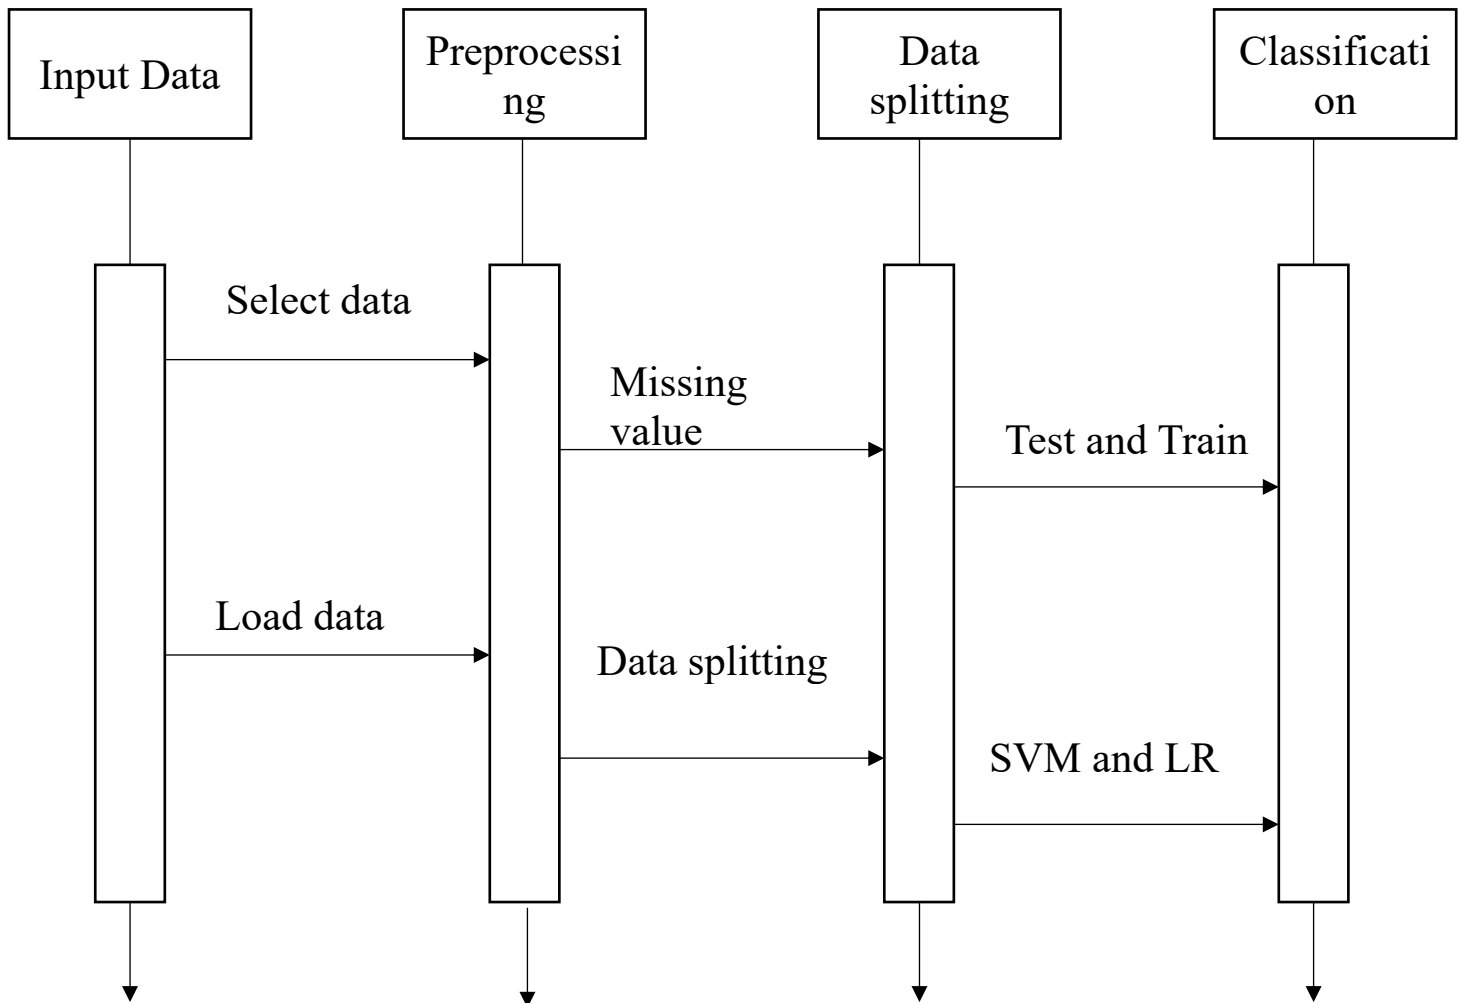 Input Data
Preprocessi
ng
Data
splitting
Classificati
on
Select data
Missing
value
Test and Train
Load data
Data splitting
SVM and LR